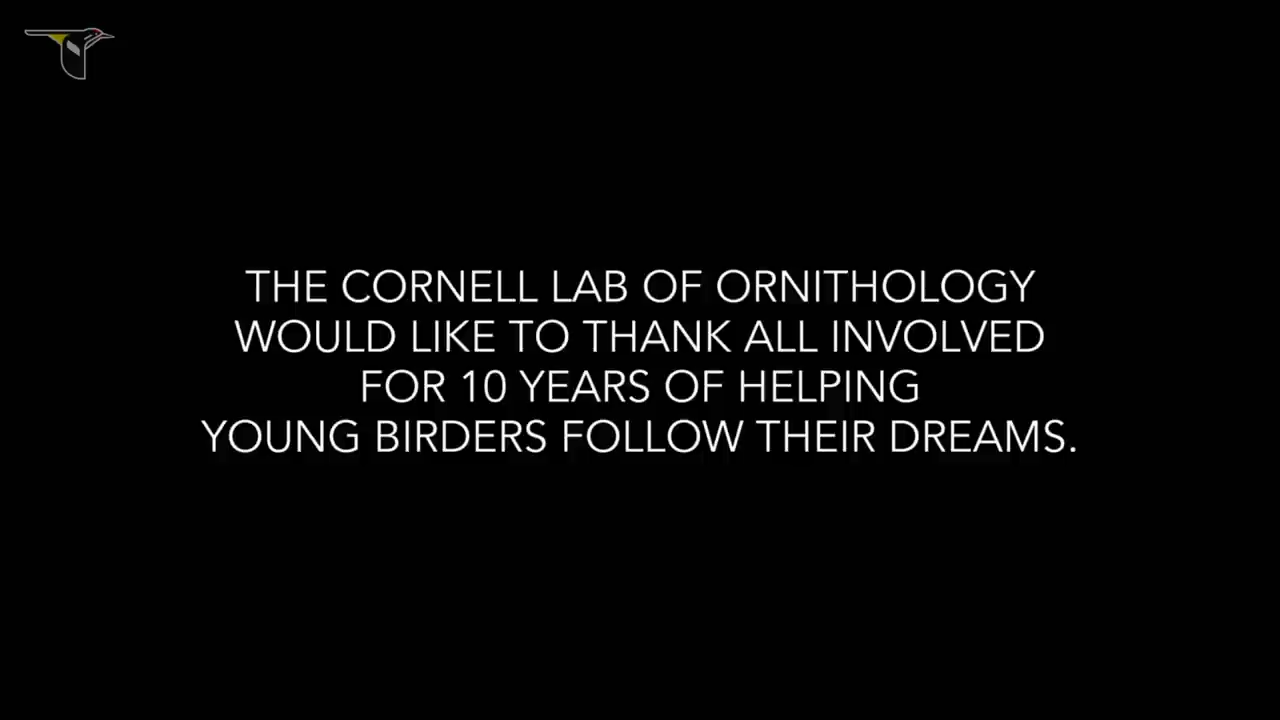 THE CORNELL LAB OF ORNITHOLOGY
WOULD LIKE TO THANK ALL INVOLVED
FOR 10 YEARS OF HELPING
YOUNG BIRDERS FOLLOW THEIR DREAMS.